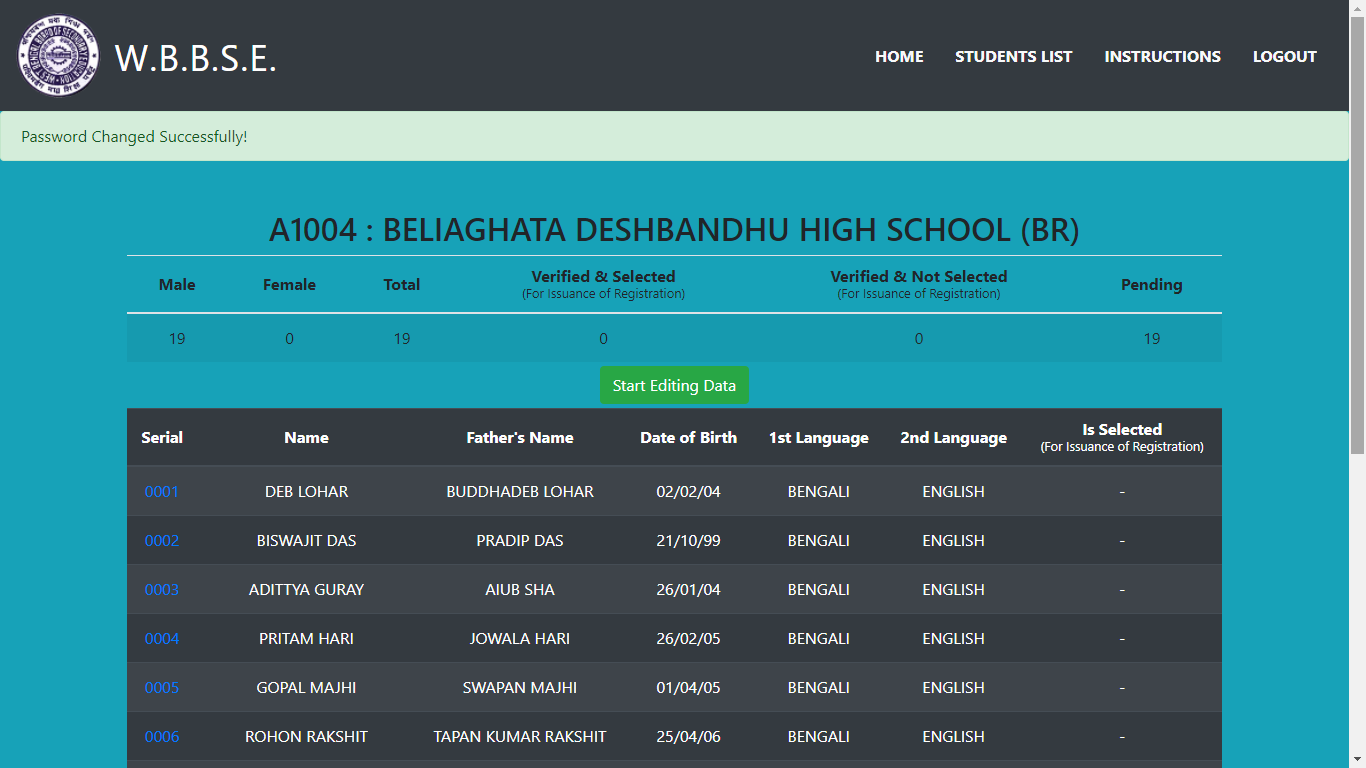 W.B.B.S.E.
HOME STUDENTS LIST INSTRUCTIONS LOGOUT
Password Changed Successfully!
A1004 : BELIAGHATA DESHBANDHU HIGH SCHOOL (BR)
Male Female Total Verified & Selected Verified & Not Selected Pending
(For Issuance of Registration) (For Issuance of Registration)
19 0 19 0 0 19
Start Editing Data
Serial Name Father's Name Date of Birth 1st Language 2nd Language Is Selected
(For Issuance of Registration)
0001 DEB LOHAR BUDDHADEB LOHAR 02/02/04 BENGALI ENGLISH -
0002 BISWAJIT DAS PRADIP DAS 21/10/99 BENGALI ENGLISH -
0003 ADITTYA GURAY AIUB SHA 26/01/04 BENGALI ENGLISH -
0004 PRITAM HARI JOWALA HARI 26/02/05 BENGALI ENGLISH -
0005 GOPAL MAJHI SWAPAN MAJHI 01/04/05 BENGALI ENGLISH -
0006 ROHON RAKSHIT TAPAN KUMAR RAKSHIT 25/04/06 BENGALI ENGLISH -